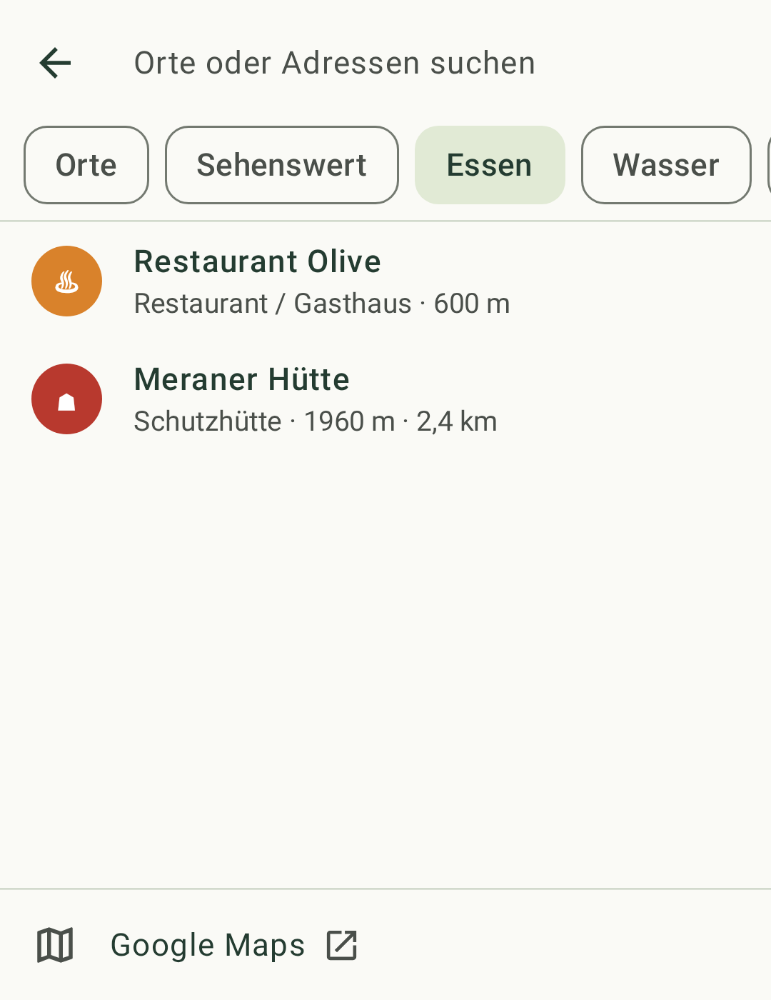 Orte oder Adressen suchen
Orte
Sehenswert
Essen
Wasser
Restaurant Olive
Restaurant / Gasthaus · 600 m
Meraner Hütte
Schutzhütte · 1960 m · 2,4 km
Google Maps